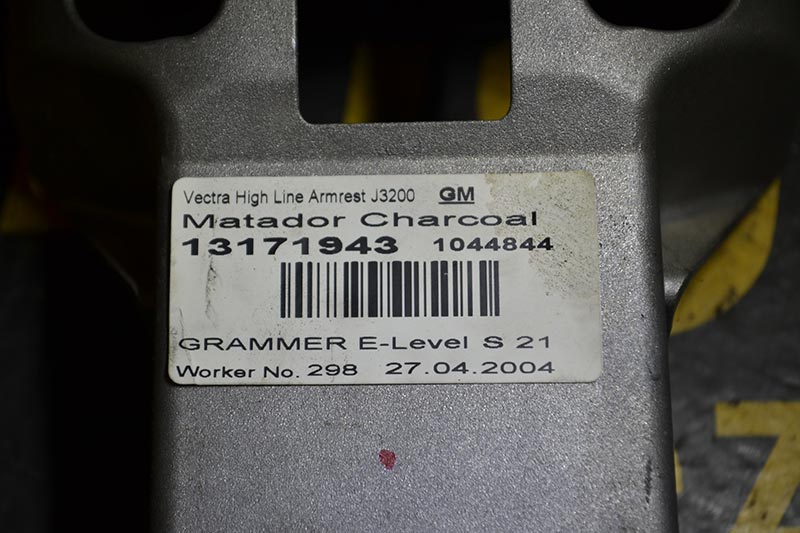 Vectra High Line Armrest J3200 GM
Matador Charcoal
13171943 1044844
GRAMMER E-Level S 21
Worker No. 298 27.04.2004